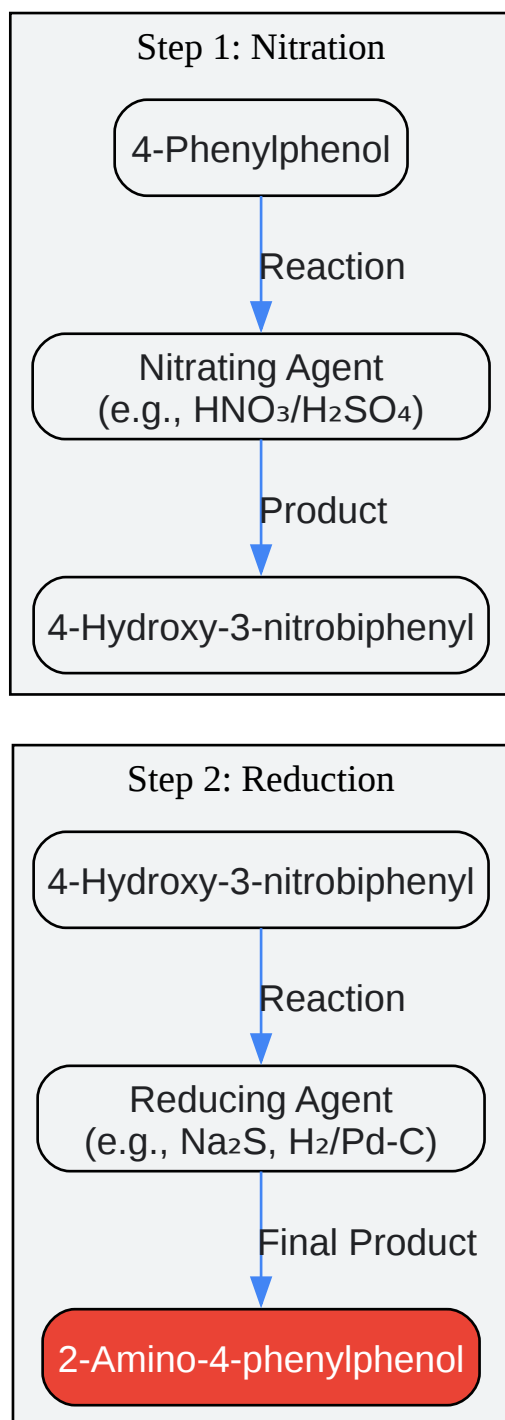 Step 1: Nitration
4-Phenylphenol
Reaction
Nitrating Agent
(e.g., HNO₃/H₂SO₄)
Product
4-Hydroxy-3-nitrobiphenyl
Step 2: Reduction
4-Hydroxy-3-nitrobiphenyl
Reaction
Reducing Agent
(e.g., Na₂S, H₂/Pd-C)
Final Product
2-Amino-4-phenylphenol